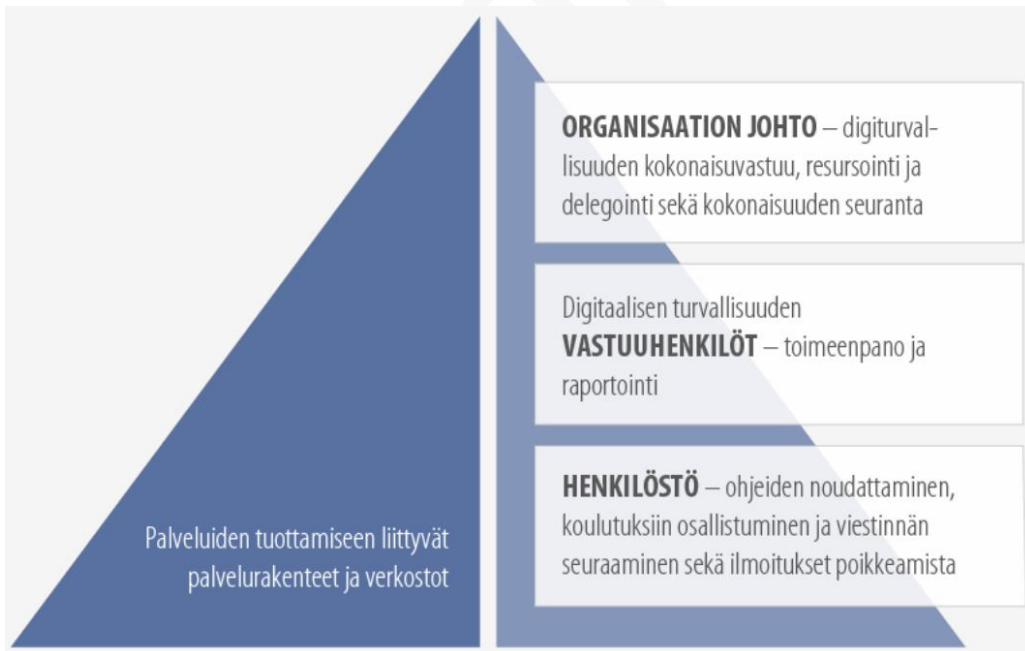 ORGANISAATION JOHTO – digiturval-
lisuuden kokonaisuvastuu, resursointi ja
delegointi sekä kokonaisuuden seuranta
Digitaalisen turvallisuuden
VASTUUHENKILÖT – toimeenpano ja
raportointi
HENKILÖSTÖ – ohjeiden noudattaminen,
koulutuksiin osallistuminen ja viestinnän
seuraaminen sekä ilmoitukset poikkeamista
Palveluiden tuottamiseen liittyvät
palvelurakenteet ja verkostot